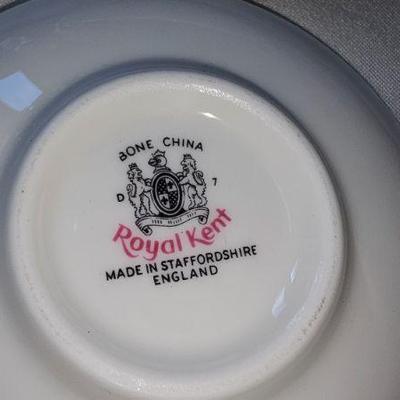 BONE CHINA
D 7
Royal Kent
MADE IN STAFFORDSHIRE
ENGLAND